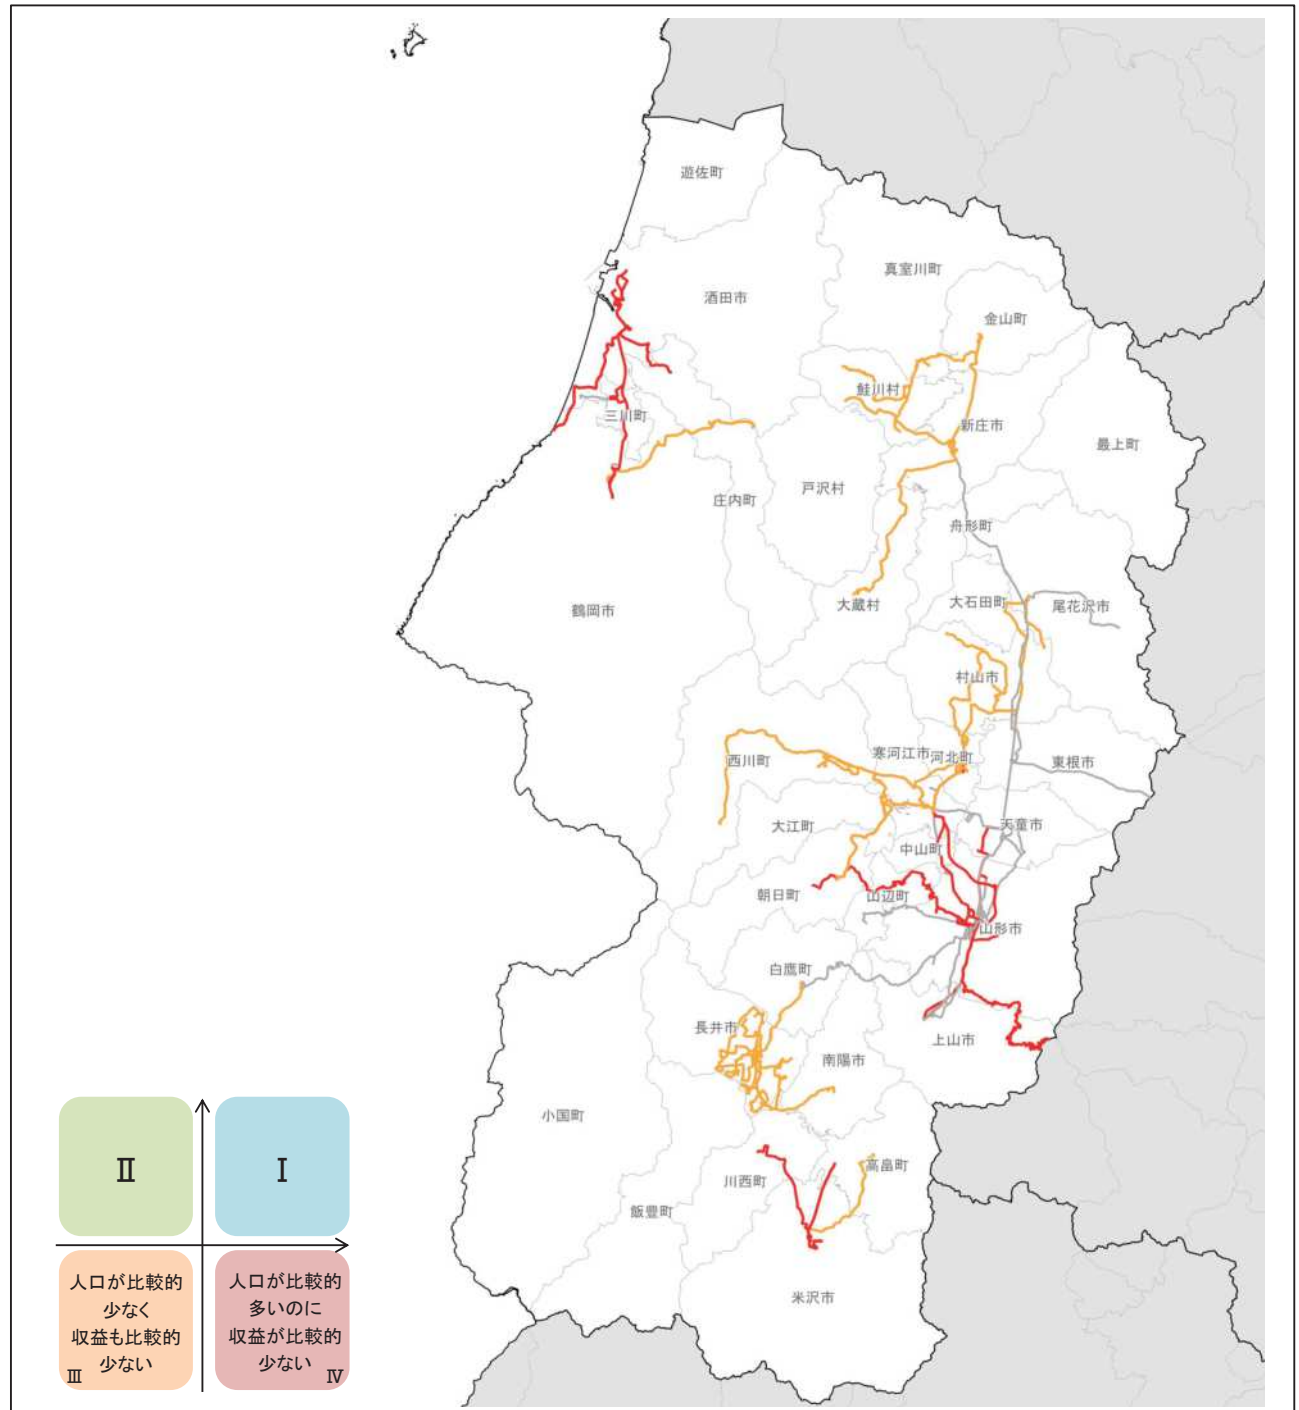 遊佐町
真室川町
酒田市
金山町
鮭川村
三川町
新庄市
最上町
戸沢村
庄内町
舟形町
大蔵村
大石田町
尾花沢市
鶴岡市
村山市
寒河江市
河北町
西川町
東根市
大江町
天童市
中山町
朝日町
山辺町
山形市
白鷹町
長井市
上山市
南陽市
小国町
高畠町
川西町
飯豊町
米沢市
Ⅱ
Ⅰ
人口が比較的
少なく
収益も比較的
少ない
Ⅲ
人口が比較的
多いのに
収益が比較的
少ない
Ⅳ